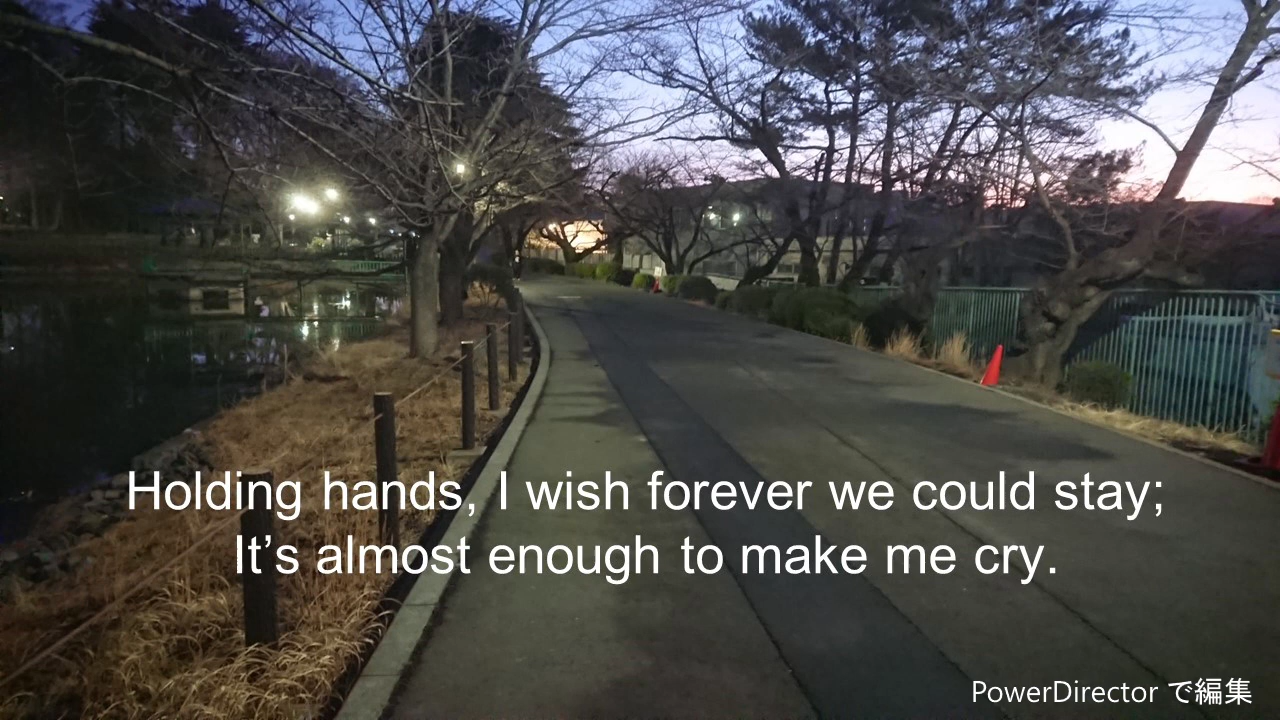 Holding hands, I wish forever we could stay;
It’s almost enough to make me cry.
PowerDirector で編集